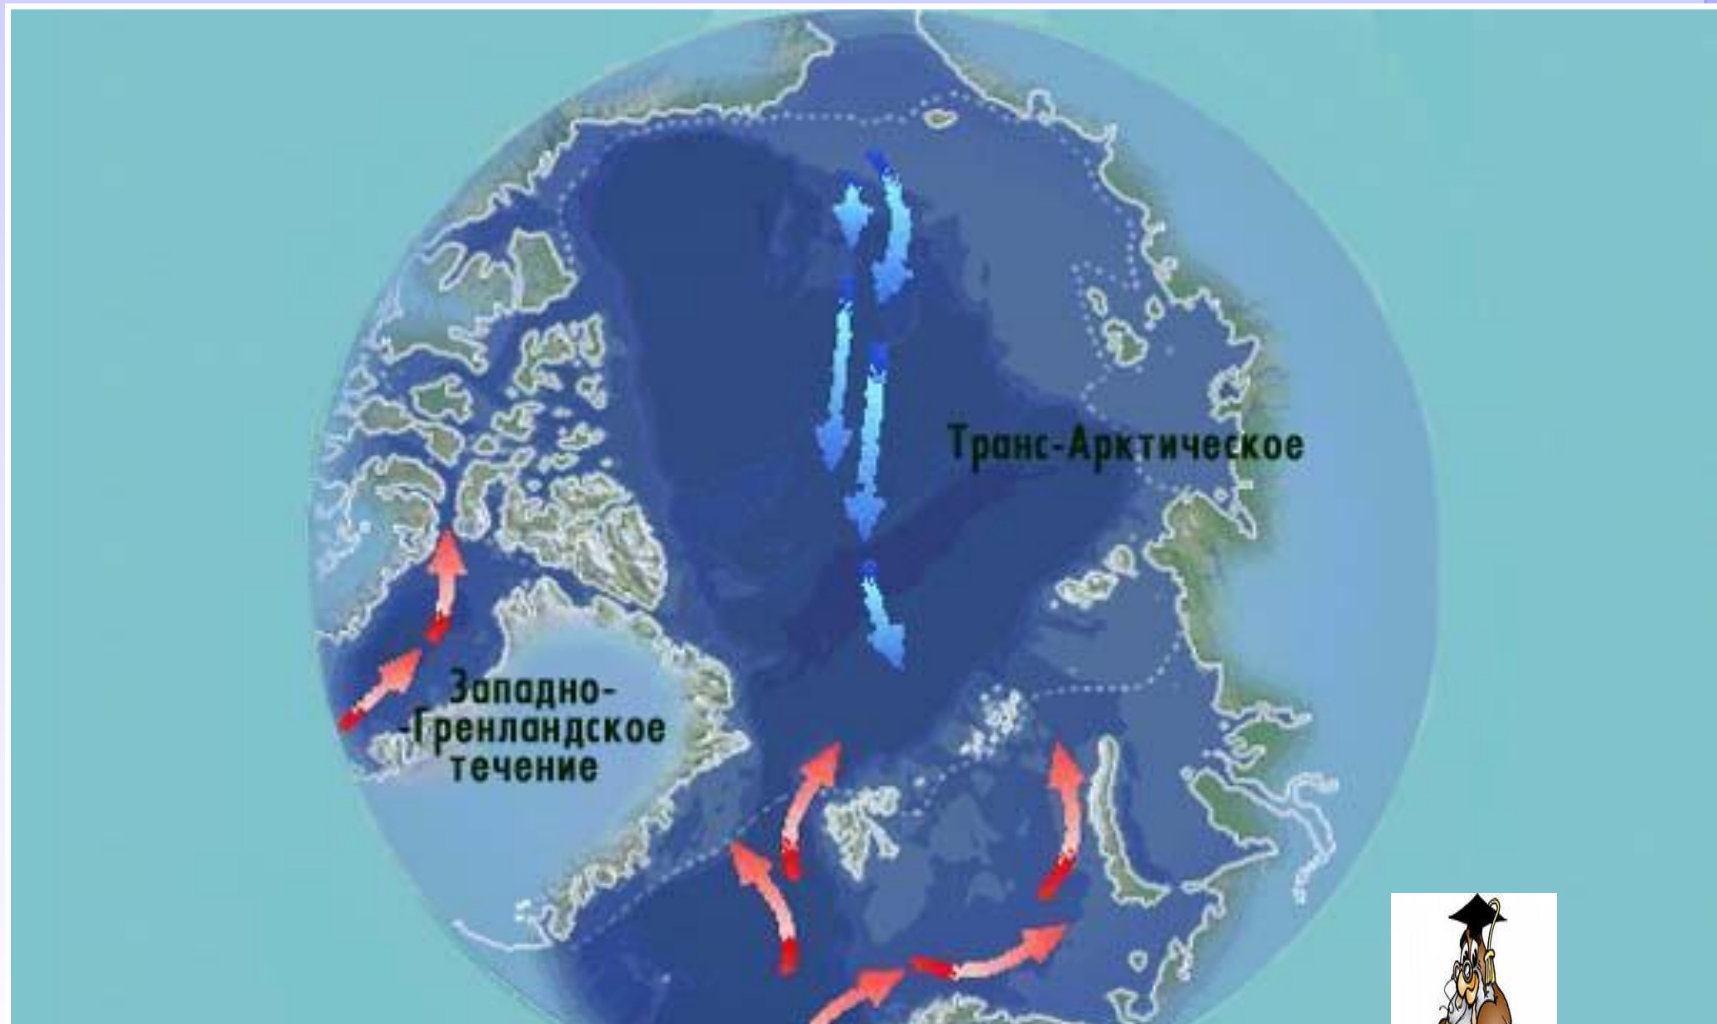 Транс-Арктическое
Западно-
-Гренландское
течение